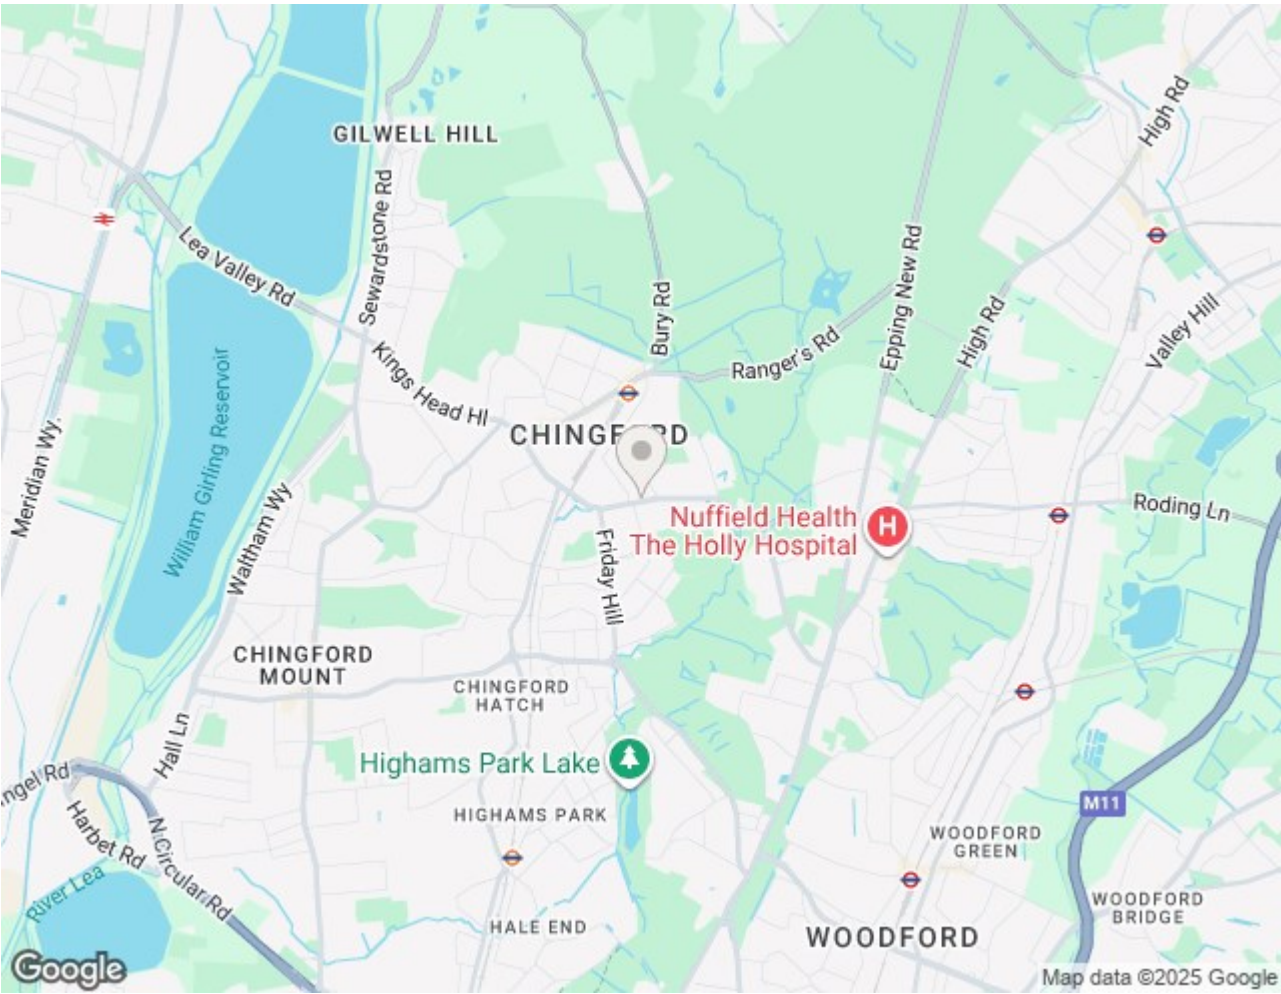 High Rd
GILWELL HILL
Sewardstone Rd
Lea Valley Rd
Epping New Rd
Bury Rd
High Rd
Valley Hill
Ranger's Rd
Kings Head Hl
William Girling Reservoir
Meridian Wy.
CHINGF RD
Waltham Wy
Nuffield Health
The Holly Hospital
H
Roding Ln
Friday Hill
CHINGFORD
MOUNT
CHINGFORD
HATCH
Hall Ln
Highams Park Lake
ngel Rd
M11
Harbet Rd
N Circular Rd
HIGHAMS PARK
WOODFORD
GREEN
River Lea
WOODFORD
BRIDGE
HALE END
WOODFORD
Google
Map data ©2025 Google